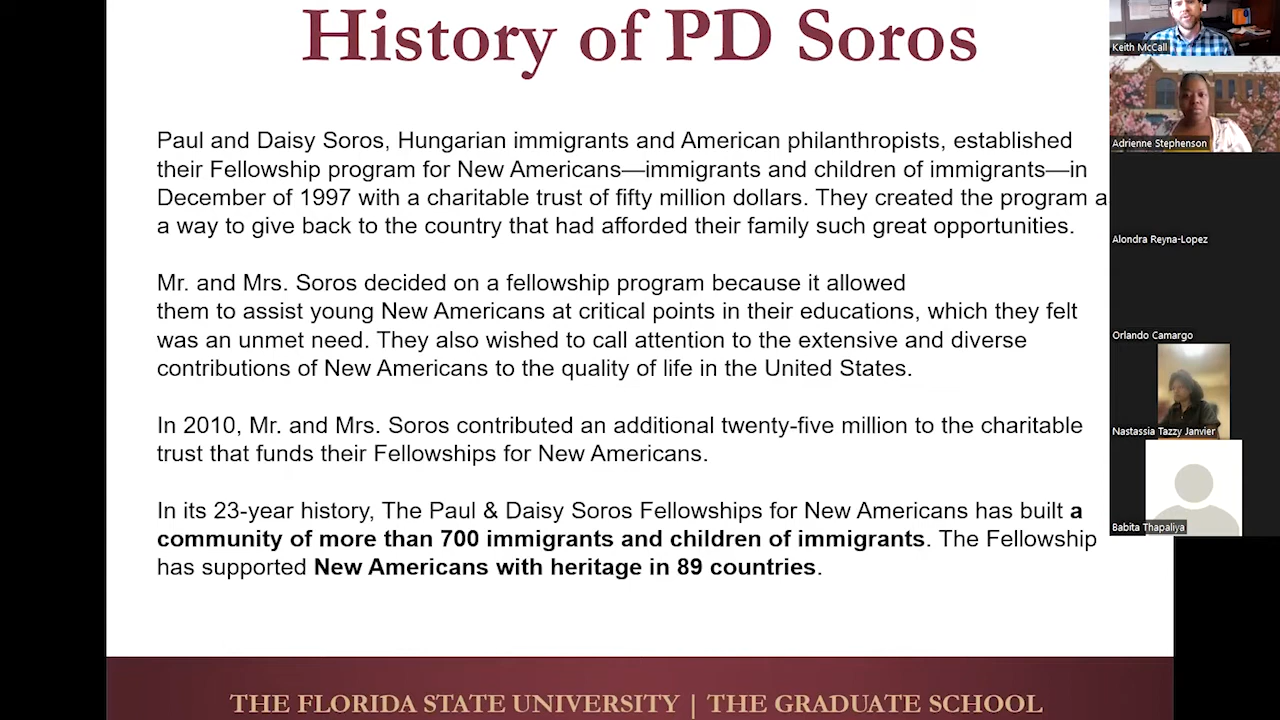 History of PD Soros
Paul and Daisy Soros, Hungarian immigrants and American philanthropists, established
their Fellowship program for New Americans—immigrants and children of immigrants—in
December of 1997 with a charitable trust of fifty million dollars. They created the program a
a way to give back to the country that had afforded their family such great opportunities.
Mr. and Mrs. Soros decided on a fellowship program because it allowed
them to assist young New Americans at critical points in their educations, which they felt
was an unmet need. They also wished to call attention to the extensive and diverse
contributions of New Americans to the quality of life in the United States.
In 2010, Mr. and Mrs. Soros contributed an additional twenty-five million to the charitable
trust that funds their Fellowships for New Americans.
In its 23-year history, The Paul & Daisy Soros Fellowships for New Americans has built a
community of more than 700 immigrants and children of immigrants. The Fellowship
has supported New Americans with heritage in 89 countries.
THE FLORIDA STATE UNIVERSITY | THE GRADUATE SCHOOL
Keith McCall
Adrienne Stephenson
Alondra Reyna-Lopez
Orlando Camargo
Nastassia Tazzy Janvier
Babita Thapaliya